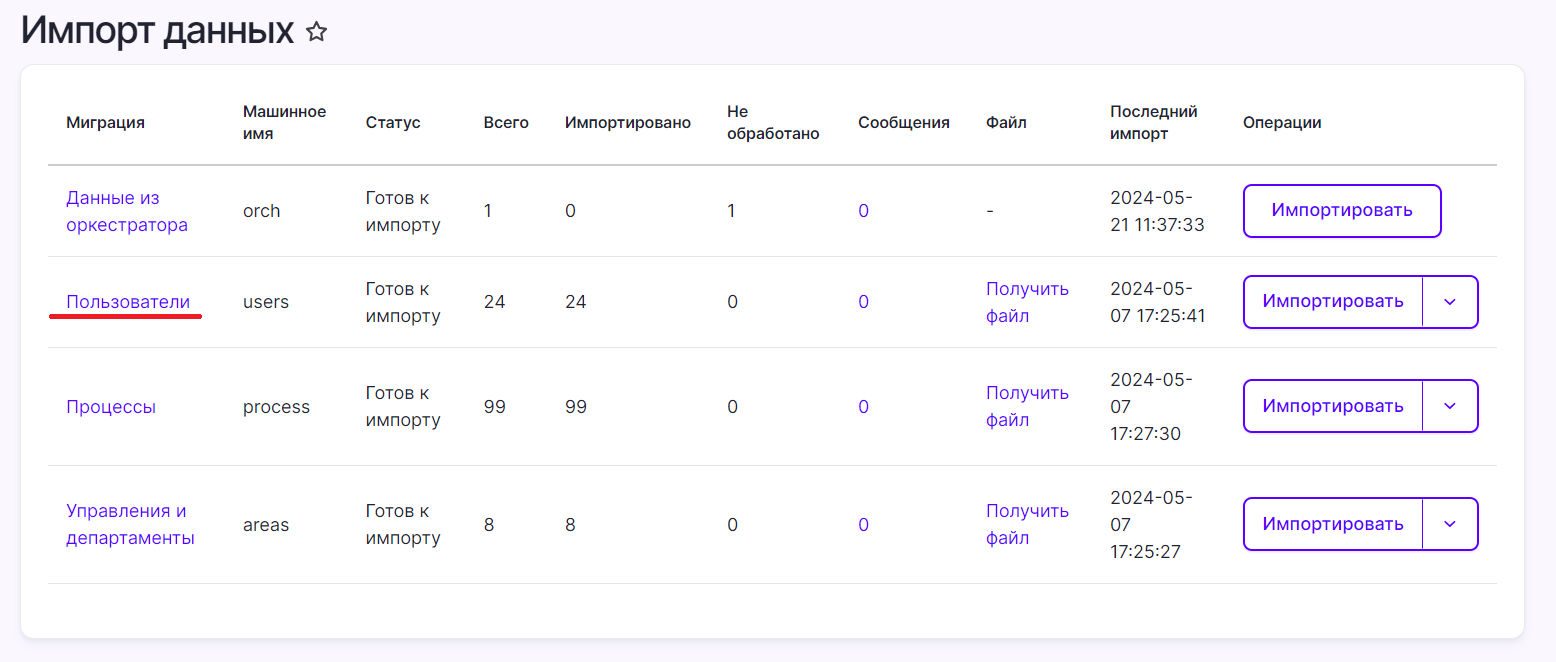 Импорт данных
Миграция
Машинное
имя
Статус
Всего
Импортировано
Не
обработано
Сообщения
Файл
Последний
импорт
Операции
Данные из
оркестратора
orch
Готов к
импорту
1
0
1
0
-
2024-05-
21 11:37:33
Импортировать
Пользователи
users
Готов к
импорту
24
24
0
0
Получить
файл
2024-05-
07 17:25:41
Импортировать
Процессы
process
Готов к
импорту
99
99
0
0
Получить
файл
2024-05-
07
17:27:30
Импортировать
Управления и
департаменты
areas
Готов к
импорту
8
8
0
0
Получить
файл
2024-05-
07
17:25:27
Импортировать